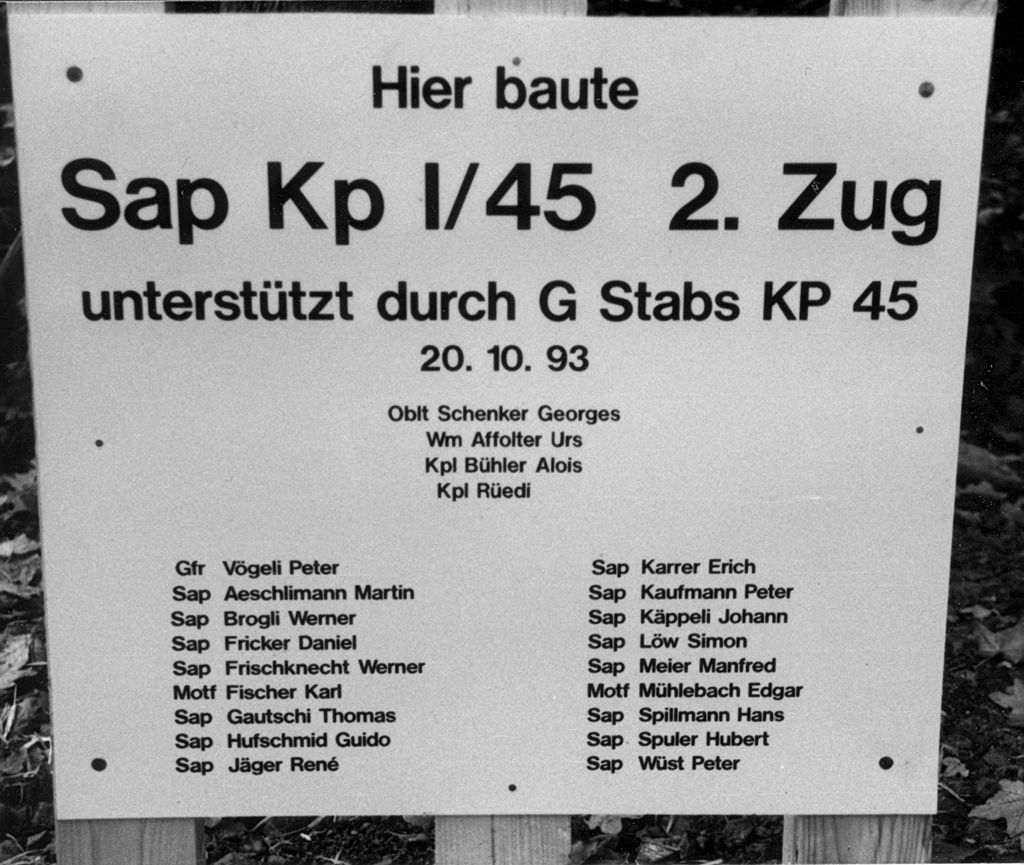 Hier baute
Sap Kp I/45 2. Zug
unterstützt durch G Stabs KP 45
20. 10. 93
Oblt Schenker Georges
Wm Affolter Urs
Kpl Bühler Alois
Kpl Rüedi
Gfr Vögeli Peter
Sap Aeschlimann Martin
Sap Brogli Werner
Sap Fricker Daniel
Sap Frischknecht Werner
Motf Fischer Karl
Sap Gautschi Thomas
Sap Hufschmid Guido
Sap Jäger René
Sap Karrer Erich
Sap Kaufmann Peter
Sap Käppeli Johann
Sap Löw Simon
Sap Meier Manfred
Motf Mühlebach Edgar
Sap Spillmann Hans
Sap Spuler Hubert
Sap Wüst Peter